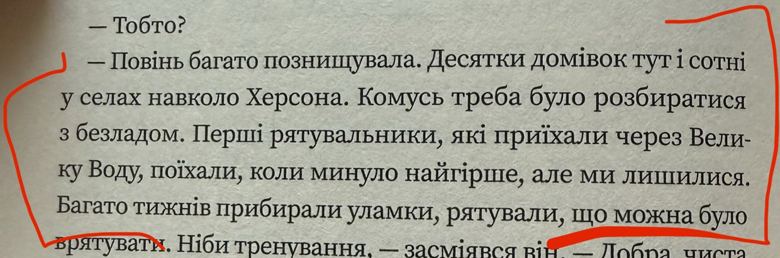 — Тобто?
— Повінь багато познищувала. Десятки домівок тут і сотні
у селах навколо Херсона. Комусь треба було розбиратися
з безладом. Перші рятувальники, які приїхали через Вели-
ку Воду, поїхали, коли минуло найгірше, але ми лишилися.
Багато тижнів прибирали уламки, рятували, що можна було
врятувати. Ніби тренування, — засміявся він. — Добра, чиста